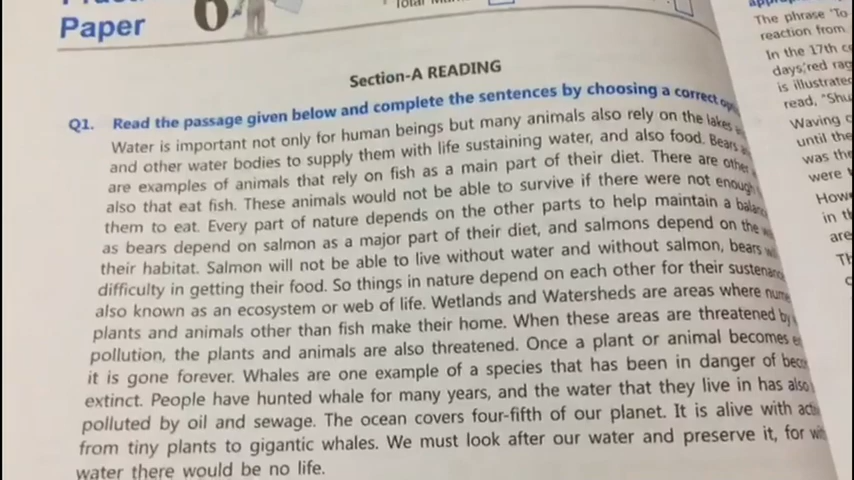 Paper 6
Section-A READING
Q1. Read the passage given below and complete the sentences by choosing a correct
Water is important not only for human beings but many animals also rely on the lakes
and other water bodies to supply them with life sustaining water, and also food. Bears
are examples of animals that rely on fish as a main part of their diet. There are other
also that eat fish. These animals would not be able to survive if there were not enough
them to eat. Every part of nature depends on the other parts to help maintain a
as bears depend on salmon as a major part of their diet, and salmons depend on the
their habitat. Salmon will not be able to live without water and without salmon, bears
difficulty in getting their food. So things in nature depend on each other for their
also known as an ecosystem or web of life. Wetlands and Watersheds are areas where
plants and animals other than fish make their home. When these areas are threatened by
pollution, the plants and animals are also threatened. Once a plant or animal becomes
it is gone forever. Whales are one example of a species that has been in danger of
extinct. People have hunted whale for many years, and the water that they live in has also
polluted by oil and sewage. The ocean covers four-fifth of our planet. It is alive with
from tiny plants to gigantic whales. We must look after our water and preserve it, for
water there would be no life.
The phrase 'To
reaction from
In the 17th
days, red
is illustrated
read,
Waving
until the
was the
were
How
in
are